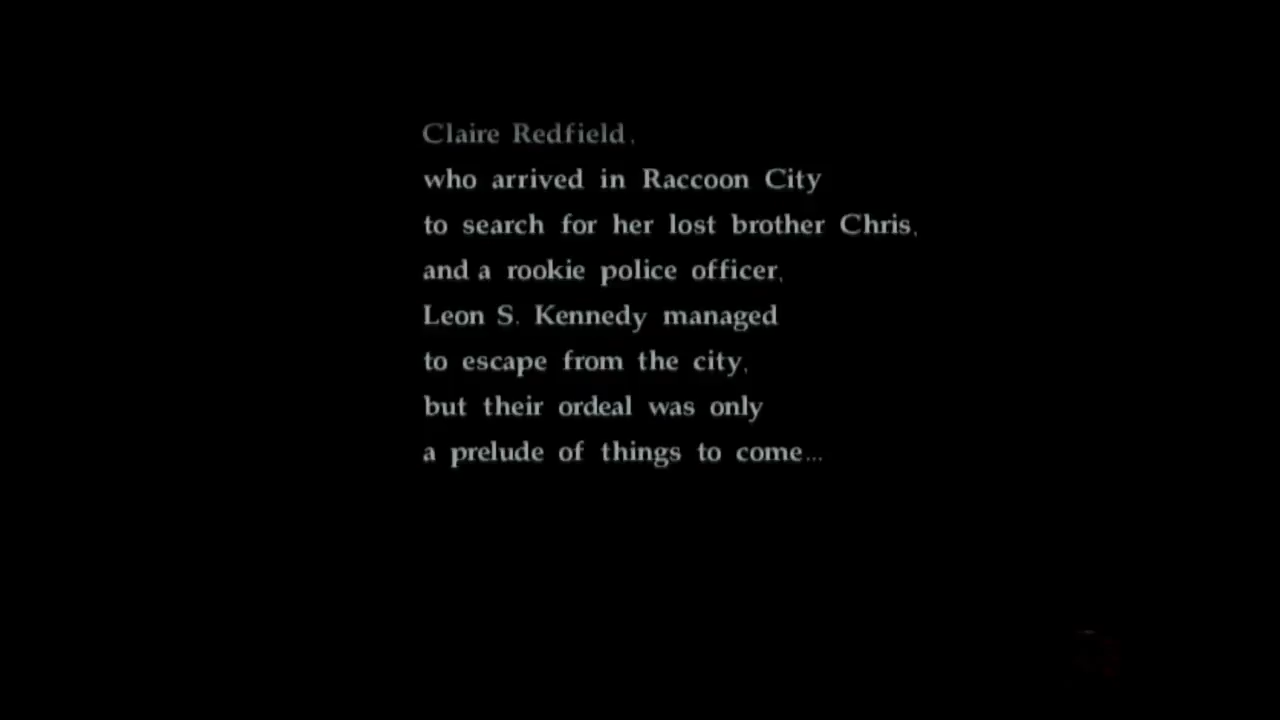 Claire Redfield,
who arrived in Raccoon City
to search for her lost brother Chris,
and a rookie police officer,
Leon S. Kennedy managed
to escape from the city,
but their ordeal was only
a prelude of things to come...